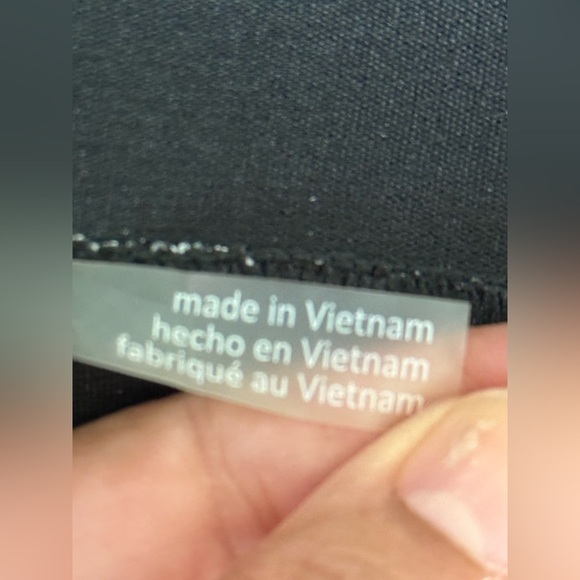 made in Vietnam
hecho en Vietnam
fabriqué au Vietnam